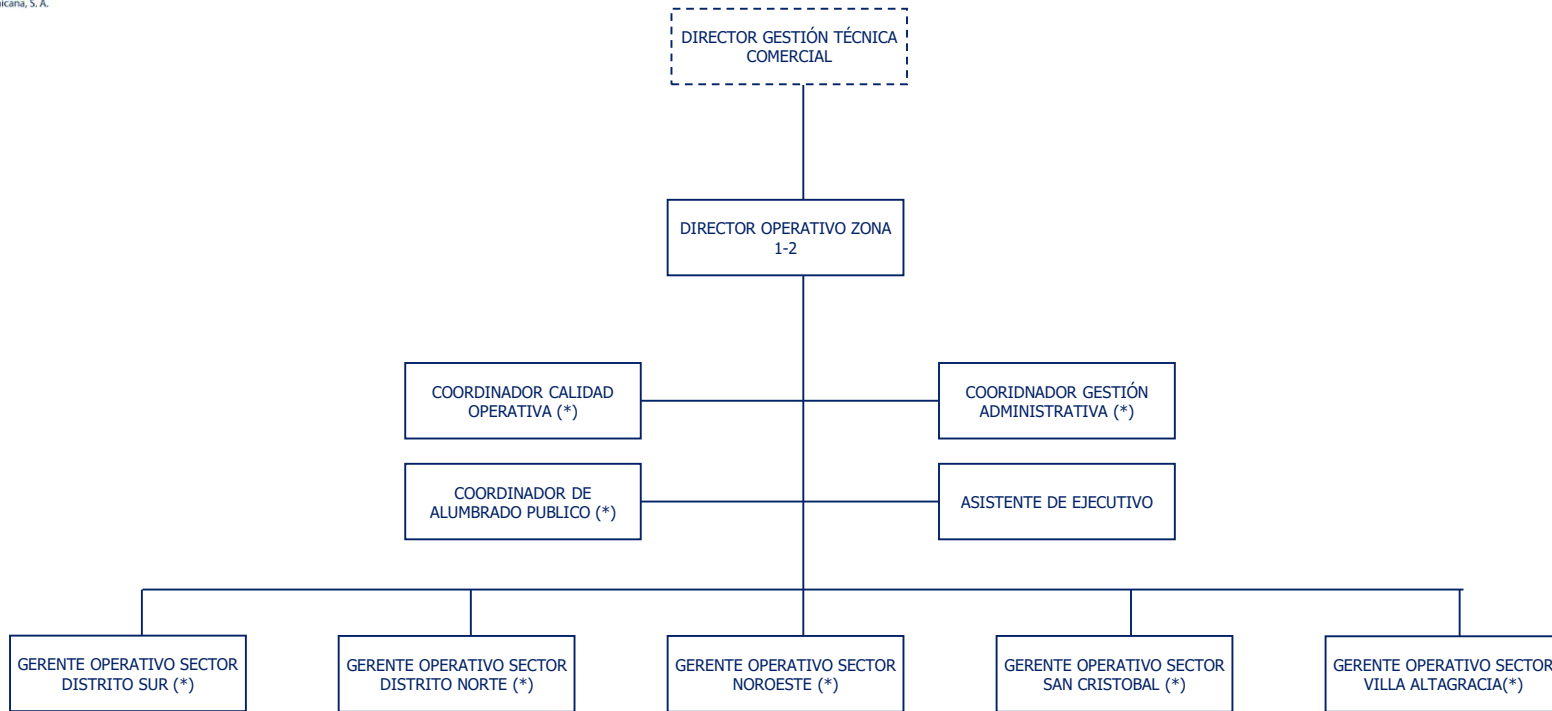 icana, S. A.
DIRECTOR GESTIÓN TÉCNICA
COMERCIAL
DIRECTOR OPERATIVO ZONA
1-2
COORDINADOR CALIDAD
OPERATIVA (*)
COORIDNADOR GESTIÓN
ADMINISTRATIVA (*)
COORDINADOR DE
ALUMBRADO PUBLICO (*)
ASISTENTE DE EJECUTIVO
GERENTE OPERATIVO SECTOR
DISTRITO SUR (*)
GERENTE OPERATIVO SECTOR
DISTRITO NORTE (*)
GERENTE OPERATIVO SECTOR
NOROESTE (*)
GERENTE OPERATIVO SECTOR
SAN CRISTOBAL (*)
GERENTE OPERATIVO SECTOR
VILLA ALTAGRACIA(*)